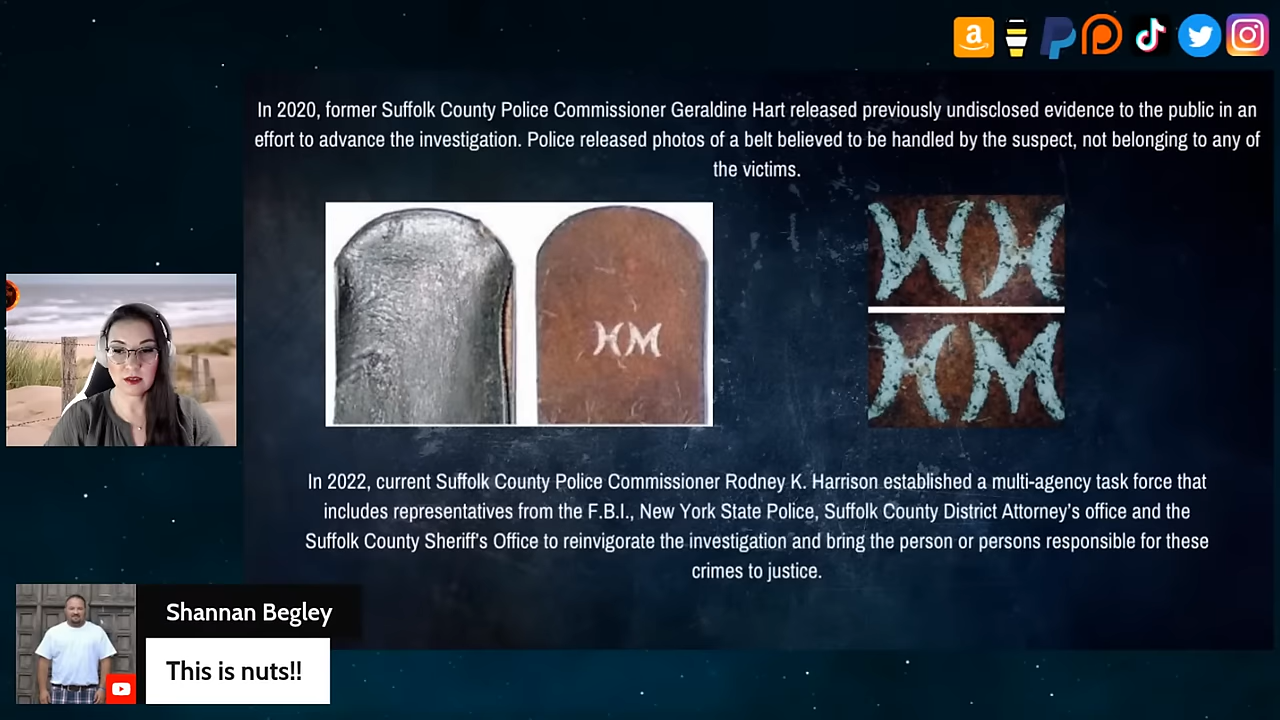 In 2020, former Suffolk County Police Commissioner Geraldine Hart released previously undisclosed evidence to the public in an
effort to advance the investigation. Police released photos of a belt believed to be handled by the suspect, not belonging to any of
the victims.
HM
WH
HM
In 2022, current Suffolk County Police Commissioner Rodney K. Harrison established a multi-agency task force that
includes representatives from the F.B.I., New York State Police, Suffolk County District Attorney's office and the
Suffolk County Sheriff's Office to reinvigorate the investigation and bring the person or persons responsible for these
crimes to justice.
Shannan Begley
This is nuts!!